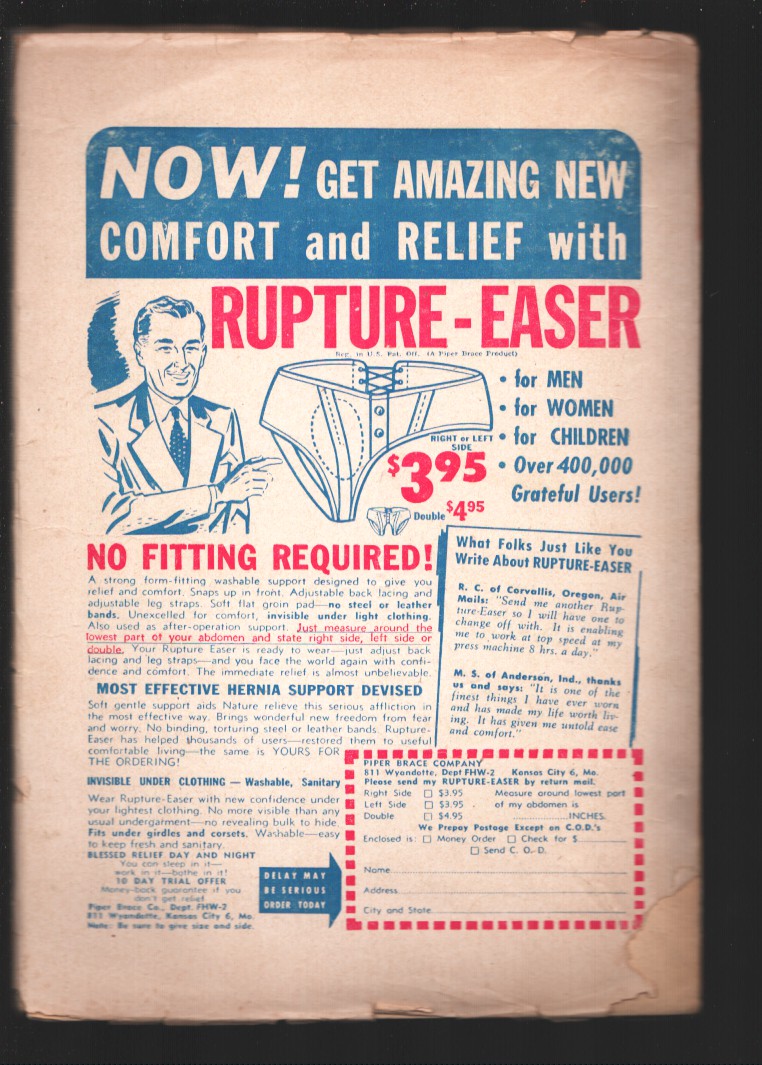 NOW! GET AMAZING NEW
COMFORT and RELIEF with
RUPTURE-EASER
Reg. in U.S. Pat. Off. (A Piper Brace Product)
• for MEN
• for WOMEN
• for CHILDREN
• Over 400,000
Grateful Users!
RIGHT or LEFT
SIDE
$3.95
Double $4.95
NO FITTING REQUIRED!
A strong form-fitting washable support designed to give you
relief and comfort. Snaps up in front. Adjustable back lacing and
adjustable leg straps. Soft flat groin pad—no steel or leather
bands. Unexcelled for comfort, invisible under light clothing.
Also used as after-operation support. Just measure around the
lowest part of your abdomen and state right side, left side or
double. Your Rupture Easer is ready to wear—just adjust back
lacing and leg straps—and you face the world again with confi-
dence and comfort. The immediate relief is almost unbelievable.
MOST EFFECTIVE HERNIA SUPPORT DEVISED
Soft gentle support aids Nature relieve this serious affliction in
the most effective way. Brings wonderful new freedom from fear
and worry. No binding, torturing steel or leather bands. Rupture-
Easer has helped thousands of users—restored them to useful
comfortable living—the same is YOURS FOR
THE ORDERING!
INVISIBLE UNDER CLOTHING — Washable, Sanitary
Wear Rupture-Easer with new confidence under
your lightest clothing. No more visible than any
usual undergarment—no revealing bulk to hide.
Fits under girdles and corsets. Washable—easy
to keep fresh and sanitary.
BLESSED RELIEF DAY AND NIGHT
You can sleep in it—
work in it—bathe in it!
10 DAY TRIAL OFFER
Money-back guarantee if you
don't get relief.
Piper Brace Co., Dept. FHW-2
811 Wyandotte, Kansas City 6, Mo.
Note: Be sure to give size and side.
DELAY MAY
BE SERIOUS
ORDER TODAY
What Folks Just Like You
Write About RUPTURE-EASER
R. C. of Corvollis, Oregon, Air
Mails: "Send me another Rup-
ture-Easer so I will have one to
change off with. It is enabling
me to work at top speed at my
press machine 8 hrs. a day."
M. S. of Anderson, Ind., thanks
us and says: "It is one of the
finest things I have ever worn
and has made my life worth liv-
ing. It has given me untold ease
and comfort."
PIPER BRACE COMPANY
811 Wyandotte, Dept FHW-2 Kansas City 6, Mo.
Please send my RUPTURE-EASER by return mail.
Right Side □ $3.95 Measure around lowest part
Left Side □ $3.95 of my abdomen is
Double □ $4.95 ............INCHES.
We Prepay Postage Except on C.O.D.'s
Enclosed is: □ Money Order □ Check for $
□ Send C. O. D.
Name
Address
City and State